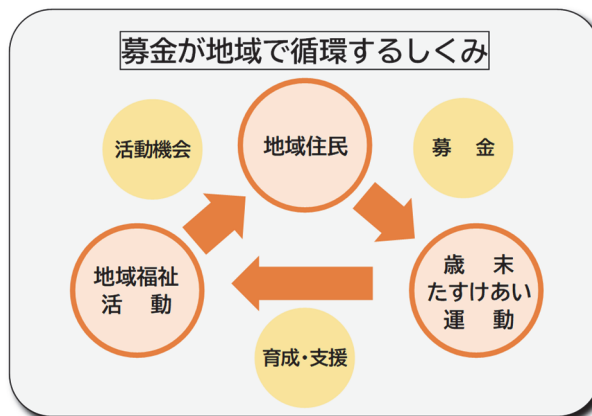 募金が地域で循環するしくみ
活動機会
地域住民
募　金
地域福祉
活　動
歳　末
たすけあい
運　動
育成・支援